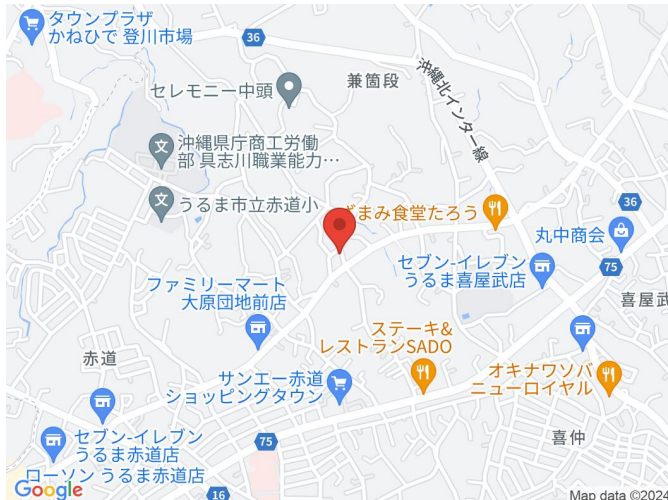 タウンプラザ
かねひで 登川市場
36
兼箇段
セレモニー中頭
沖縄北インター線
文
沖縄県庁商工労働
部 具志川職業能力…
文
うるま市立赤道小
ざまみ食堂たろう
36
丸中商会
セブン-イレブン
うるま喜屋武店
75
ファミリーマート
大原団地前店
喜屋武
ステーキ&
レストランSADO
赤道
サンエー赤道
ショッピングタウン
オキナワソバ
ニューロイヤル
セブン-イレブン
うるま赤道店
75
喜仲
ローソン うるま赤道店
Google
16
Map data ©2024